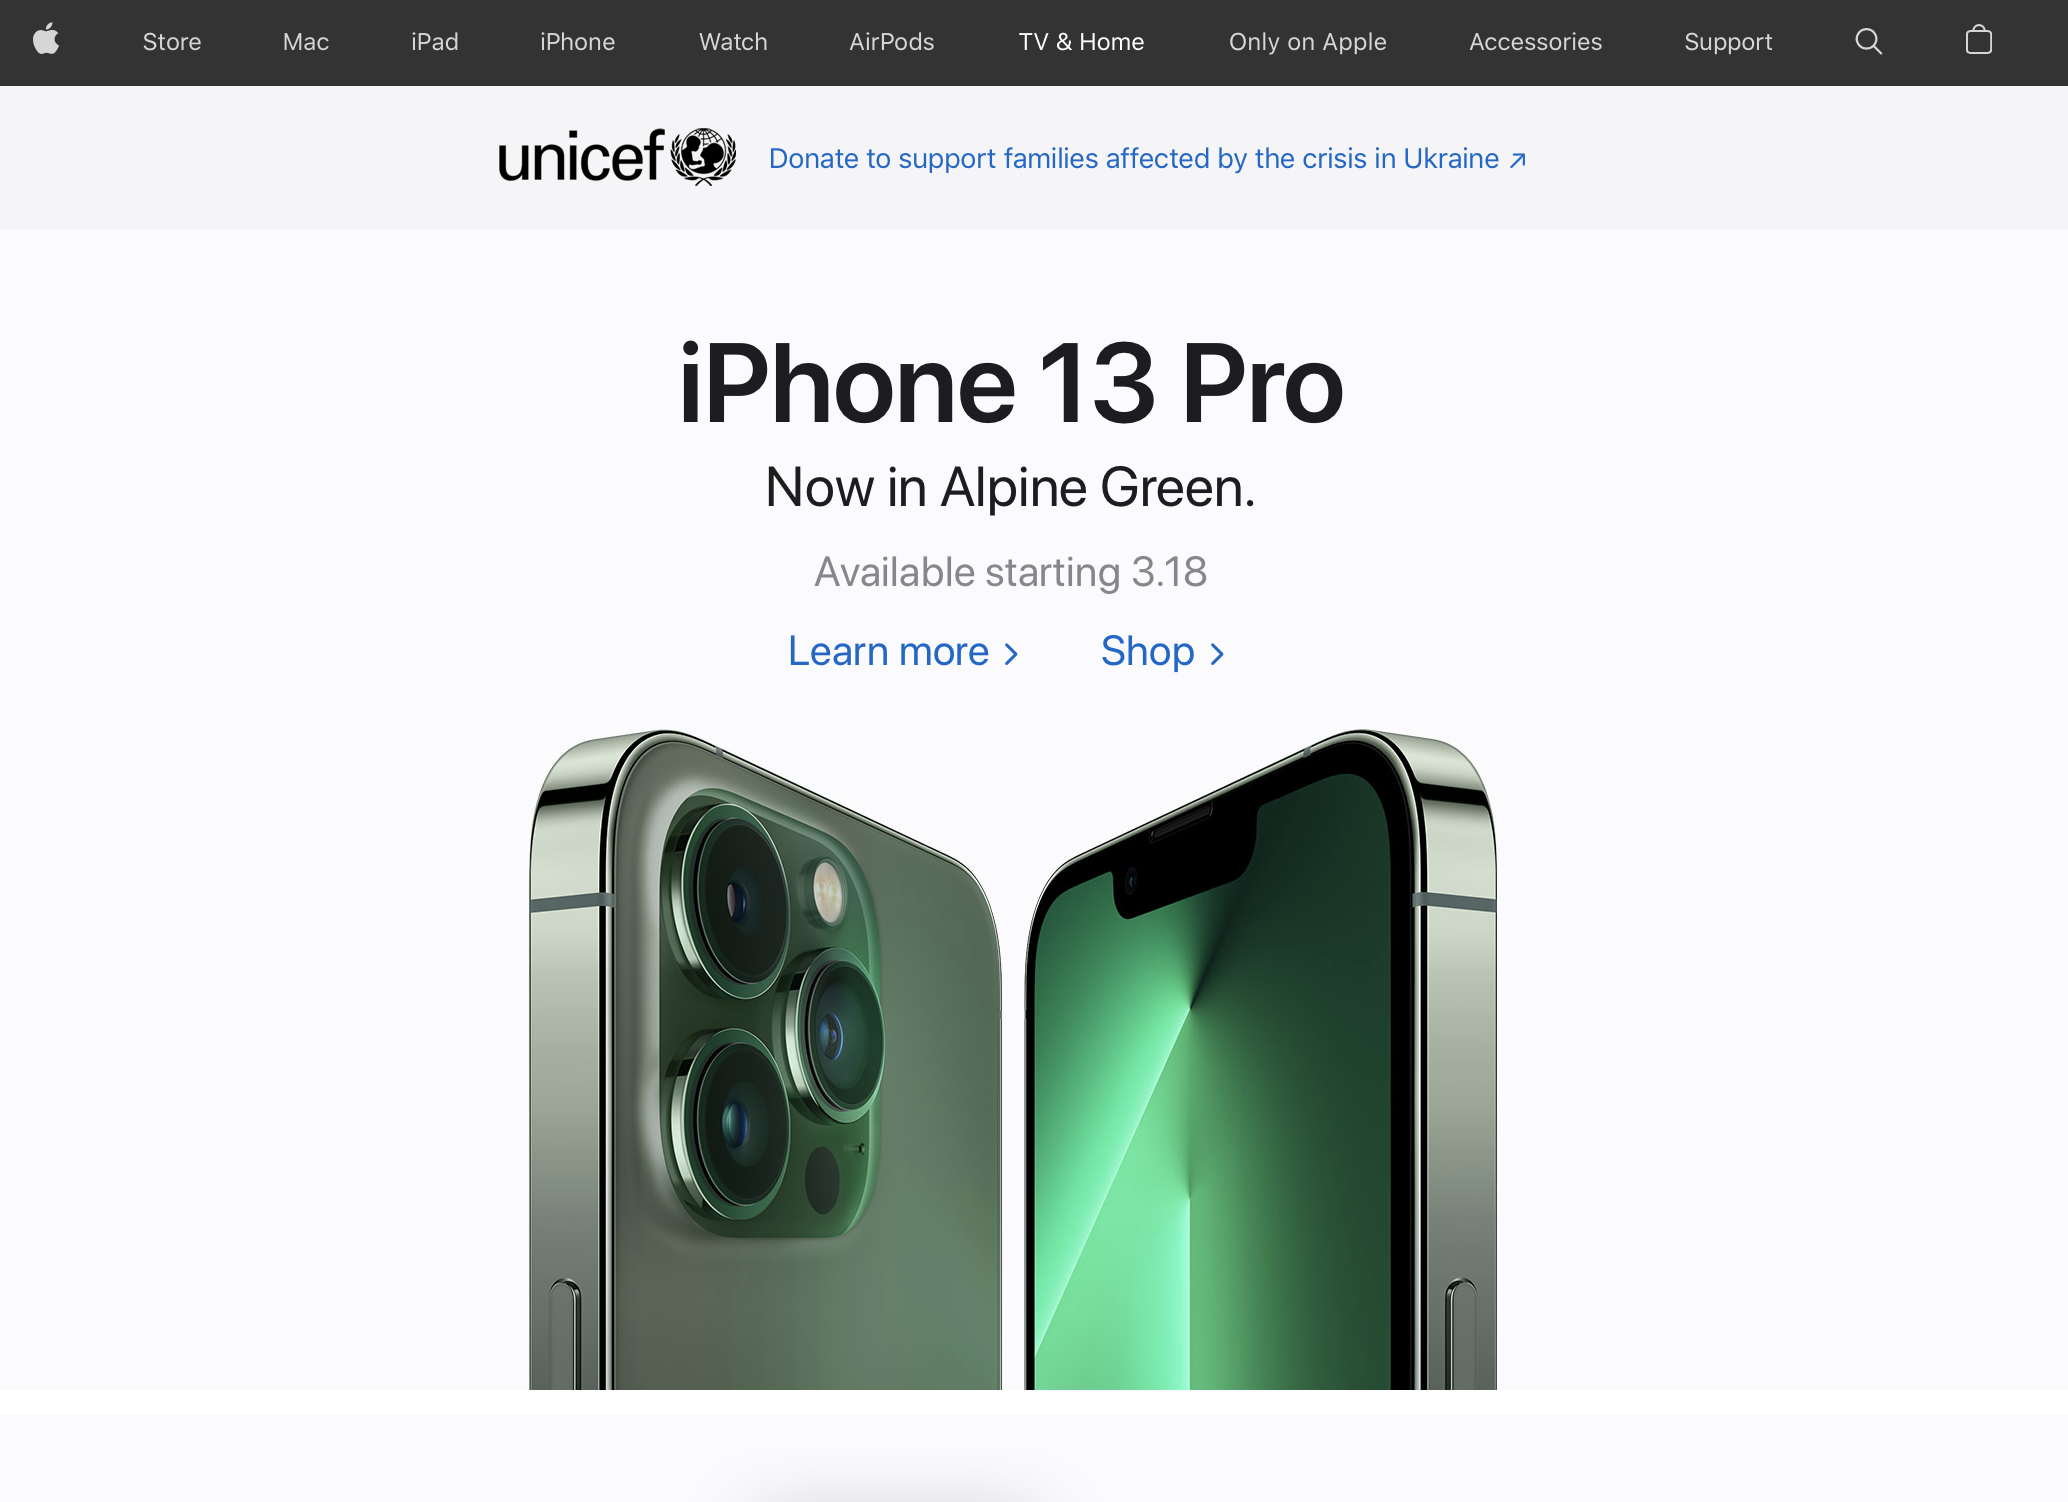 Store Mac iPad iPhone Watch AirPods TV & Home Only on Apple Accessories Support
unicef Donate to support families affected by the crisis in Ukraine ↗
iPhone 13 Pro
Now in Alpine Green.
Available starting 3.18
Learn more > Shop >